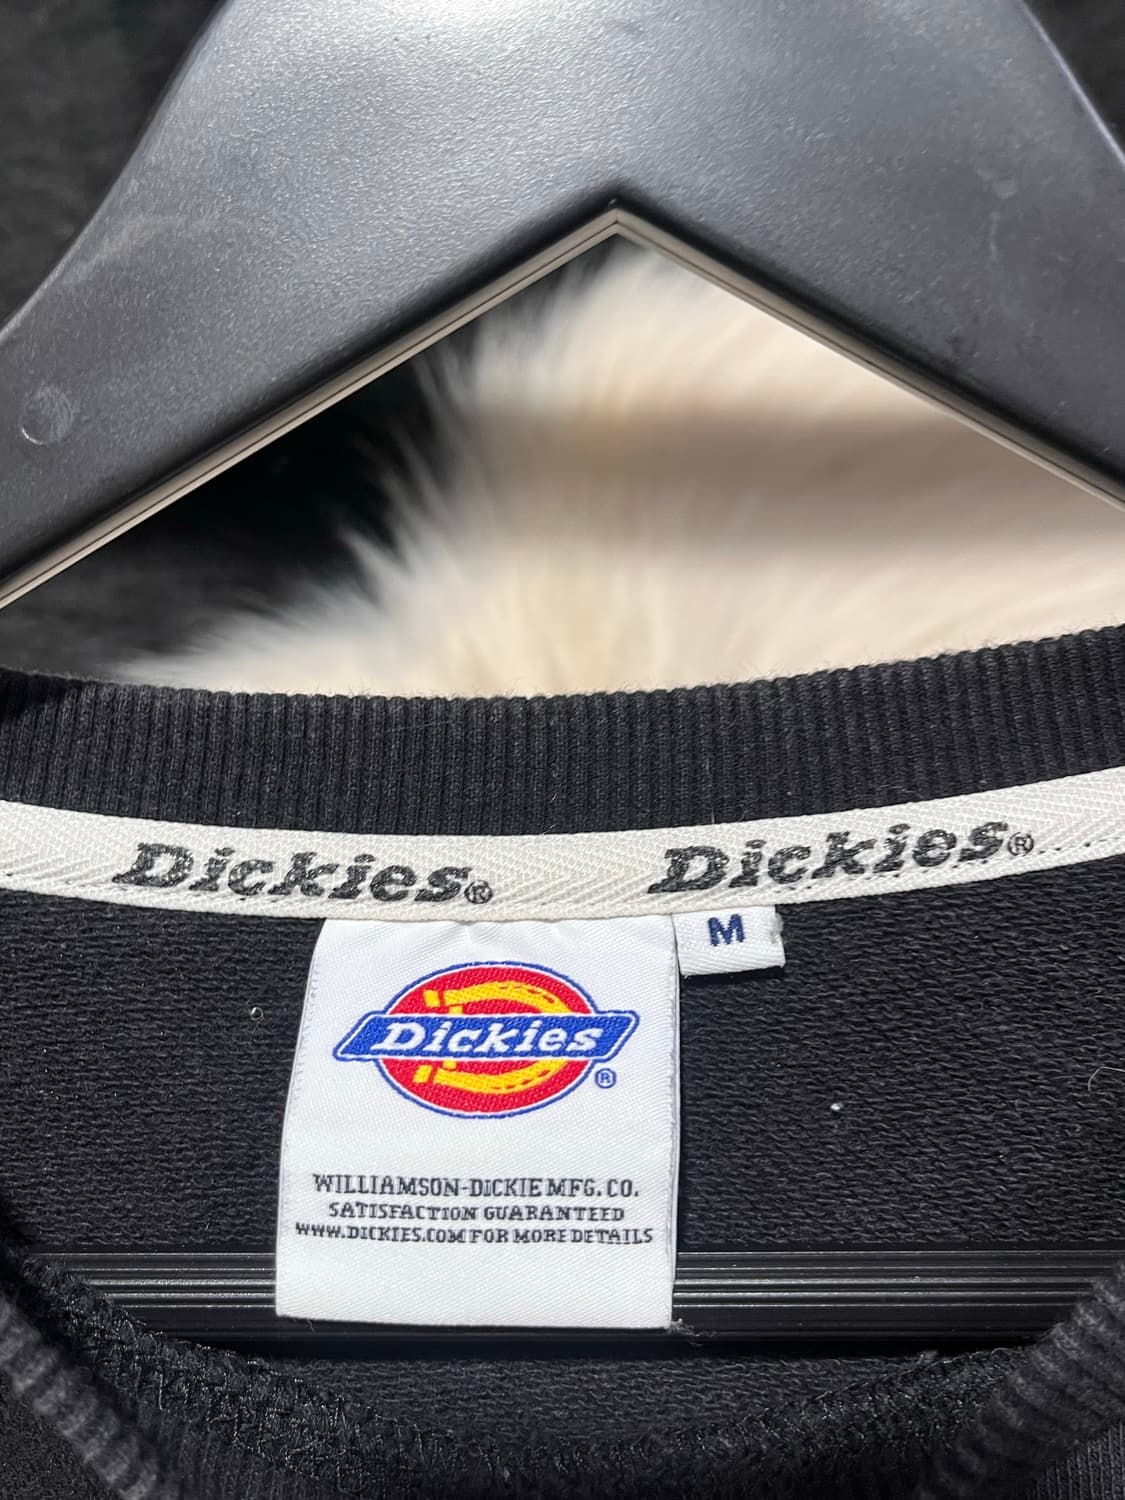 Dickies® Dickies®
M
Dickies®
WILLIAMSON-DICKIE MFG. CO.
SATISFACTION GUARANTEED
WWW.DICKIES.COM FOR MORE DETAILS